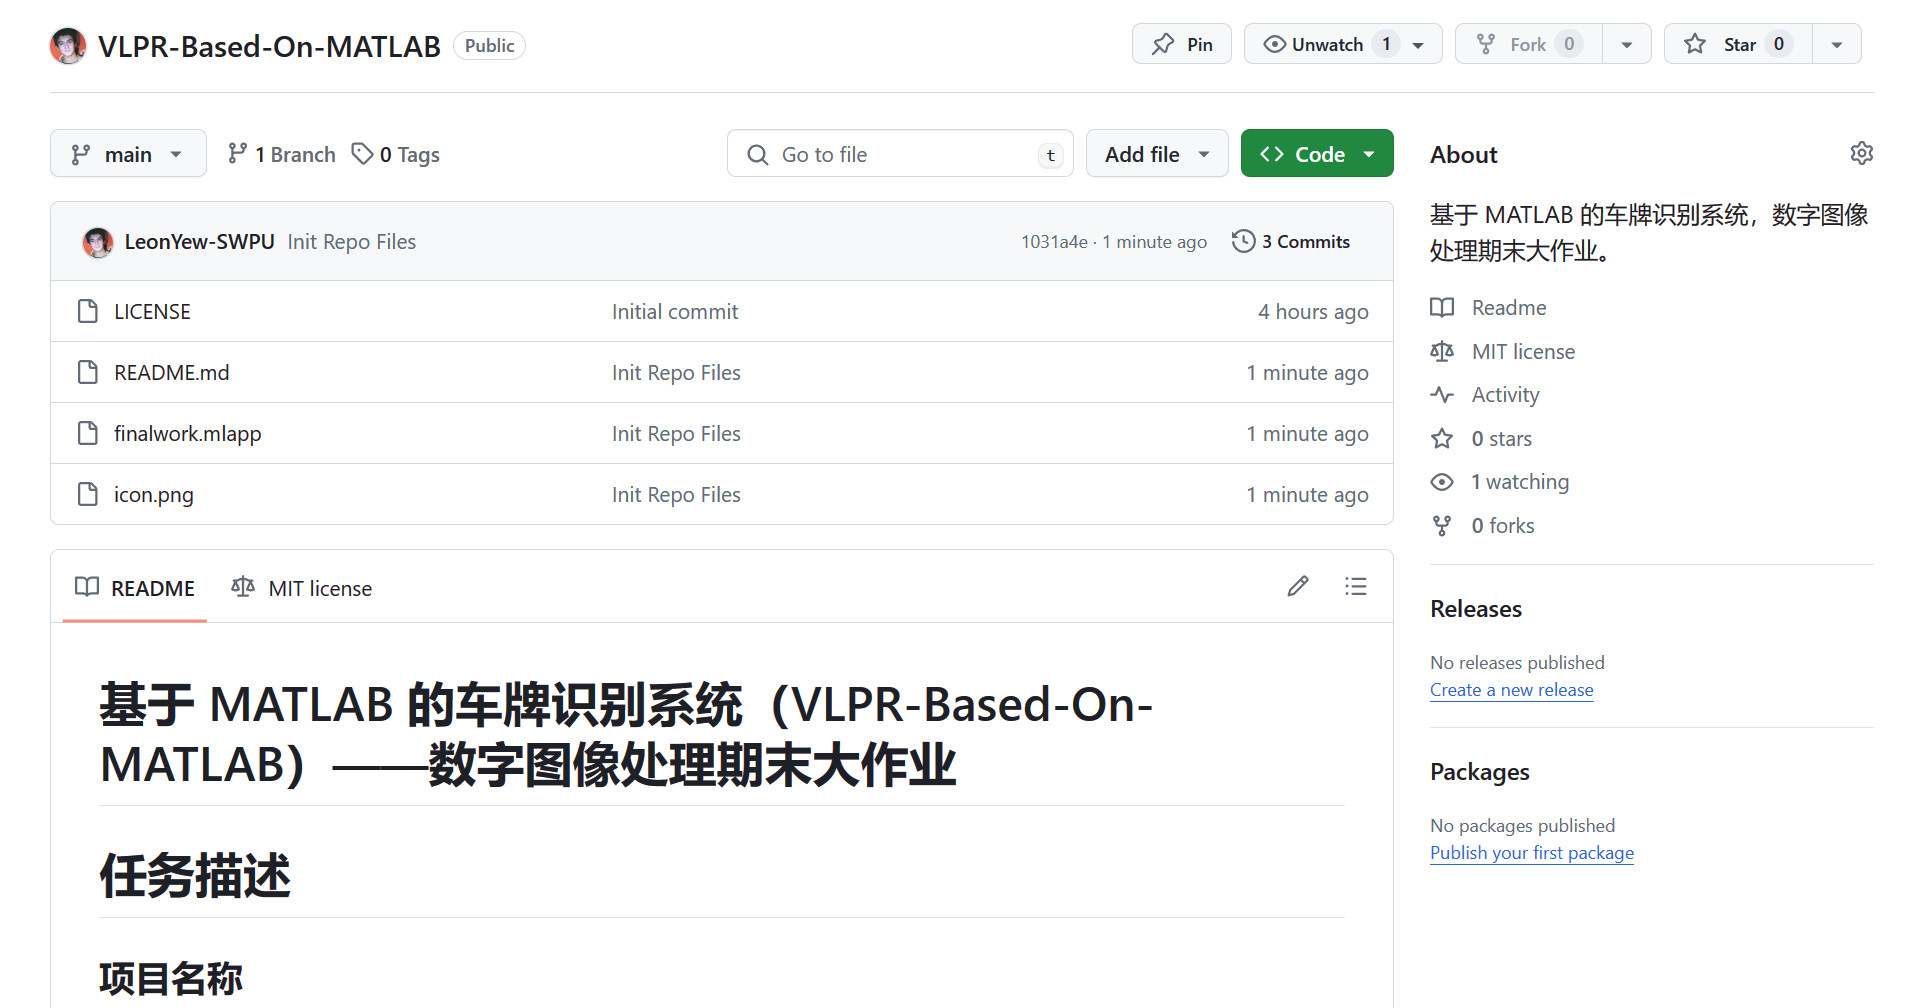 VLPR-Based-On-MATLAB Public Pin Unwatch 1 Fork 0 Star 0
main 1 Branch 0 Tags Go to file t Add file Code
LeonYew-SWPU Init Repo Files 1031a4e · 1 minute ago 3 Commits
LICENSE Initial commit 4 hours ago
README.md Init Repo Files 1 minute ago
finalwork.mlapp Init Repo Files 1 minute ago
icon.png Init Repo Files 1 minute ago
README MIT license
基于 MATLAB 的车牌识别系统（VLPR-Based-On-
MATLAB）——数字图像处理期末大作业
任务描述
项目名称
About
基于 MATLAB 的车牌识别系统，数字图像
处理期末大作业。
Readme
MIT license
Activity
0 stars
1 watching
0 forks
Releases
No releases published
Create a new release
Packages
No packages published
Publish your first package